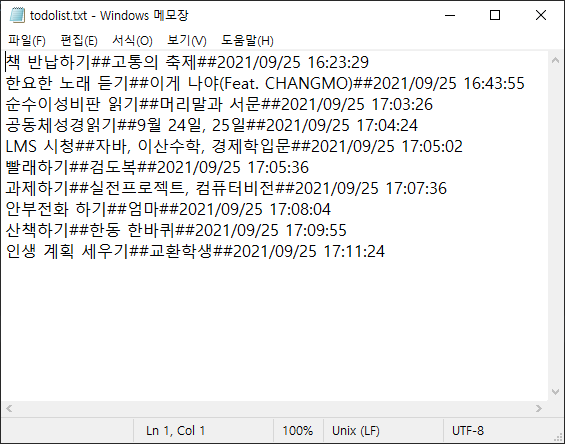 todolist.txt - Windows 메모장
파일(F) 편집(E) 서식(O) 보기(V) 도움말(H)
책 반납하기##고통의 축제##2021/09/25 16:23:29
한요한 노래 듣기##이게 나야(Feat. CHANGMO)##2021/09/25 16:43:55
순수이성비판 읽기##머리말과 서문##2021/09/25 17:03:26
공동체성경읽기##9월 24일, 25일##2021/09/25 17:04:24
LMS 시청##자바, 이산수학, 경제학입문##2021/09/25 17:05:02
빨래하기##검도복##2021/09/25 17:05:36
과제하기##실전프로젝트, 컴퓨터비전##2021/09/25 17:07:36
안부전화 하기##엄마##2021/09/25 17:08:04
산책하기##한동 한바퀴##2021/09/25 17:09:55
인생 계획 세우기##교환학생##2021/09/25 17:11:24
Ln 1, Col 1 100% Unix (LF) UTF-8